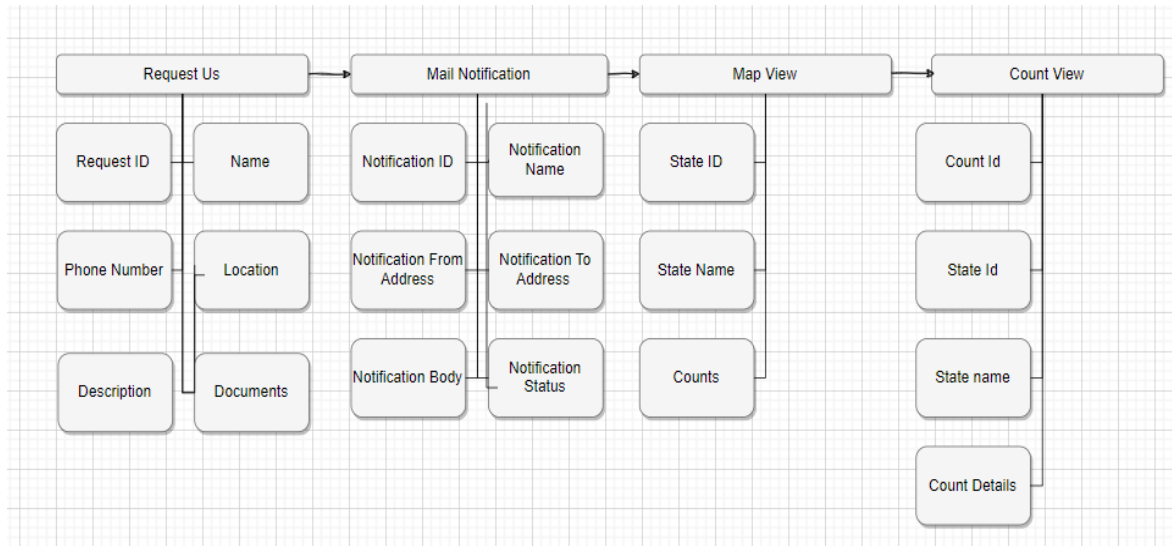 Request Us
Mail Notification
Map View
Count View
Request ID
Name
Notification ID
Notification
Name
State ID
Count Id
Phone Number
Location
Notification From
Address
Notification To
Address
State Name
State Id
Description
Documents
Notification Body
Notification
Status
Counts
State name
Count Details